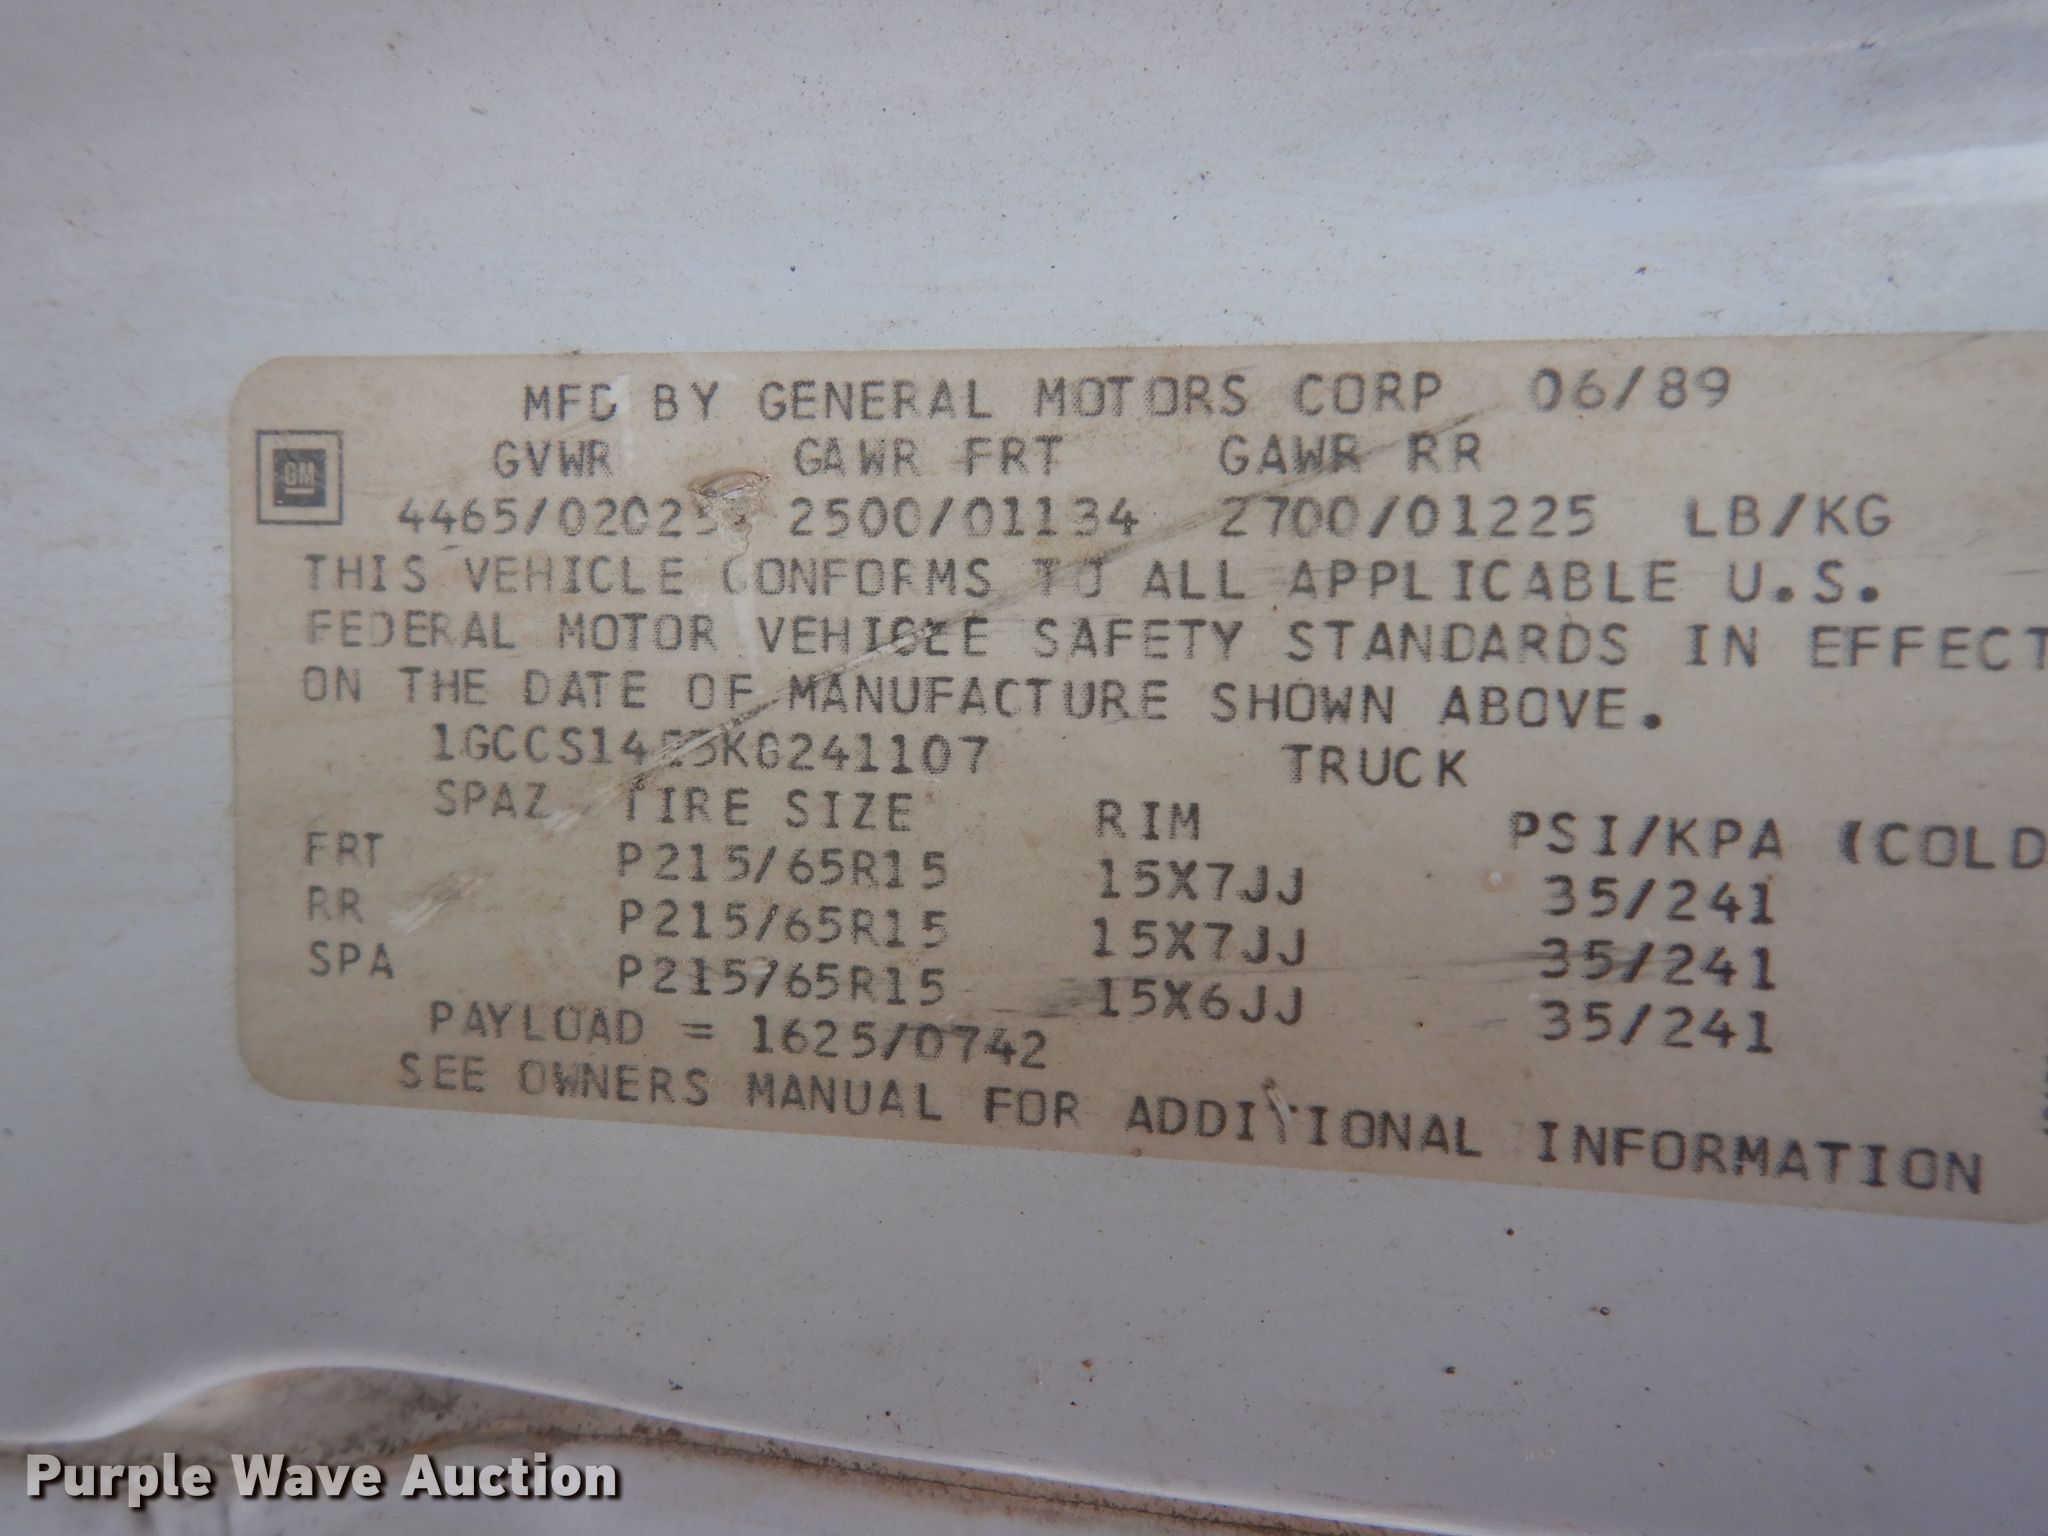 MFD BY GENERAL MOTORS CORP 06/89
GVWR GAWR FRT GAWR RR
GM
4465/02025 2500/01134 2700/01225 LB/KG
THIS VEHICLE CONFORMS TO ALL APPLICABLE U.S.
FEDERAL MOTOR VEHICLE SAFETY STANDARDS IN EFFECT
ON THE DATE OF MANUFACTURE SHOWN ABOVE.
TRUCK
SPAZ TIRE SIZE RIM PSI/KPA (COLD
FRT P215/65R15 15X7JJ 35/241
RR P215/65R15 15X7JJ 35/241
SPA P215/65R15 15X6JJ 35/241
PAYLOAD = 1625/0742
SEE OWNERS MANUAL FOR ADDITIONAL INFORMATION
Purple Wave Auction